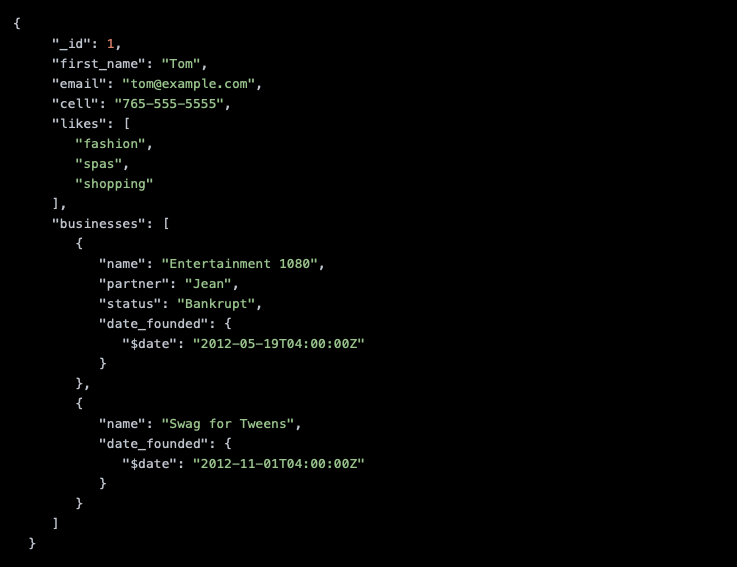 {
"_id": 1,
"first_name": "Tom",
"email": "tom@example.com",
"cell": "765-555-5555",
"likes": [
"fashion",
"spas",
"shopping"
],
"businesses": [
{
"name": "Entertainment 1080",
"partner": "Jean",
"status": "Bankrupt",
"date_founded": {
"$date": "2012-05-19T04:00:00Z"
}
},
{
"name": "Swag for Tweens",
"date_founded": {
"$date": "2012-11-01T04:00:00Z"
}
}
]
}